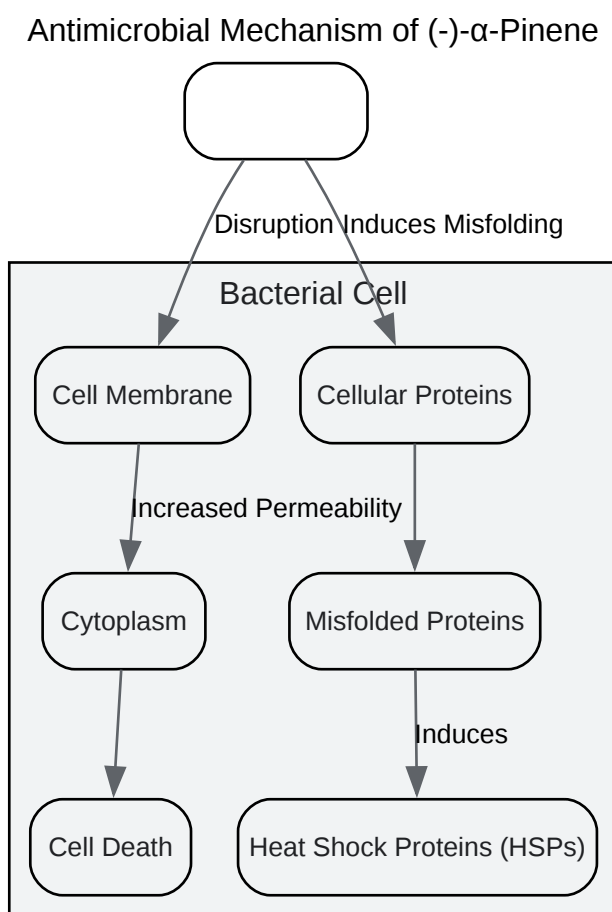 Antimicrobial Mechanism of (-)-α-Pinene
Disruption
Induces Misfolding
Bacterial Cell
Cell Membrane
Cellular Proteins
Increased Permeability
Cytoplasm
Misfolded Proteins
Induces
Cell Death
Heat Shock Proteins (HSPs)